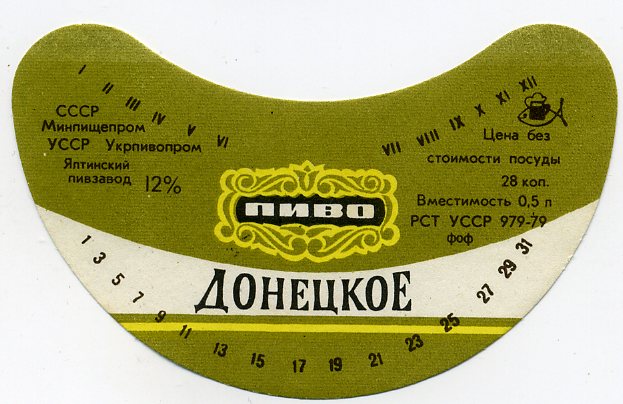 I II III IV V VI
VII VIII IX X XI XII
СССР
Минпищепром
УССР Укрпивопром
Ялтинский
пивзавод 12%
Цена без
стоимости посуды
28 коп.
Вместимость 0,5 л
РСТ УССР 979-79
фоф
ПИВО
ДОНЕЦКОЕ
1 3 5 7 9 11 13 15 17 19 21 23 25 27 29 31